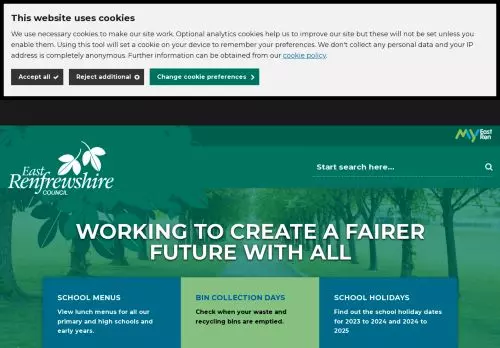 This website uses cookies
We use necessary cookies to make our site work. Optional analytics cookies help us to improve our site but these will not be set unless you
enable them. Using this tool will set a cookie on your device to remember your preferences. We don't collect any personal data and your IP
address is completely anonymous. Further information can be obtained from our cookie policy.
Accept all
Reject additional
Change cookie preferences
MY East Ren
East
Renfrewshire
COUNCIL
Start search here...
WORKING TO CREATE A FAIRER
FUTURE WITH ALL
SCHOOL MENUS
View lunch menus for all our
primary and high schools and
early years.
BIN COLLECTION DAYS
Check when your waste and
recycling bins are emptied.
SCHOOL HOLIDAYS
Find out the school holiday dates
for 2023 to 2024 and 2024 to
2025